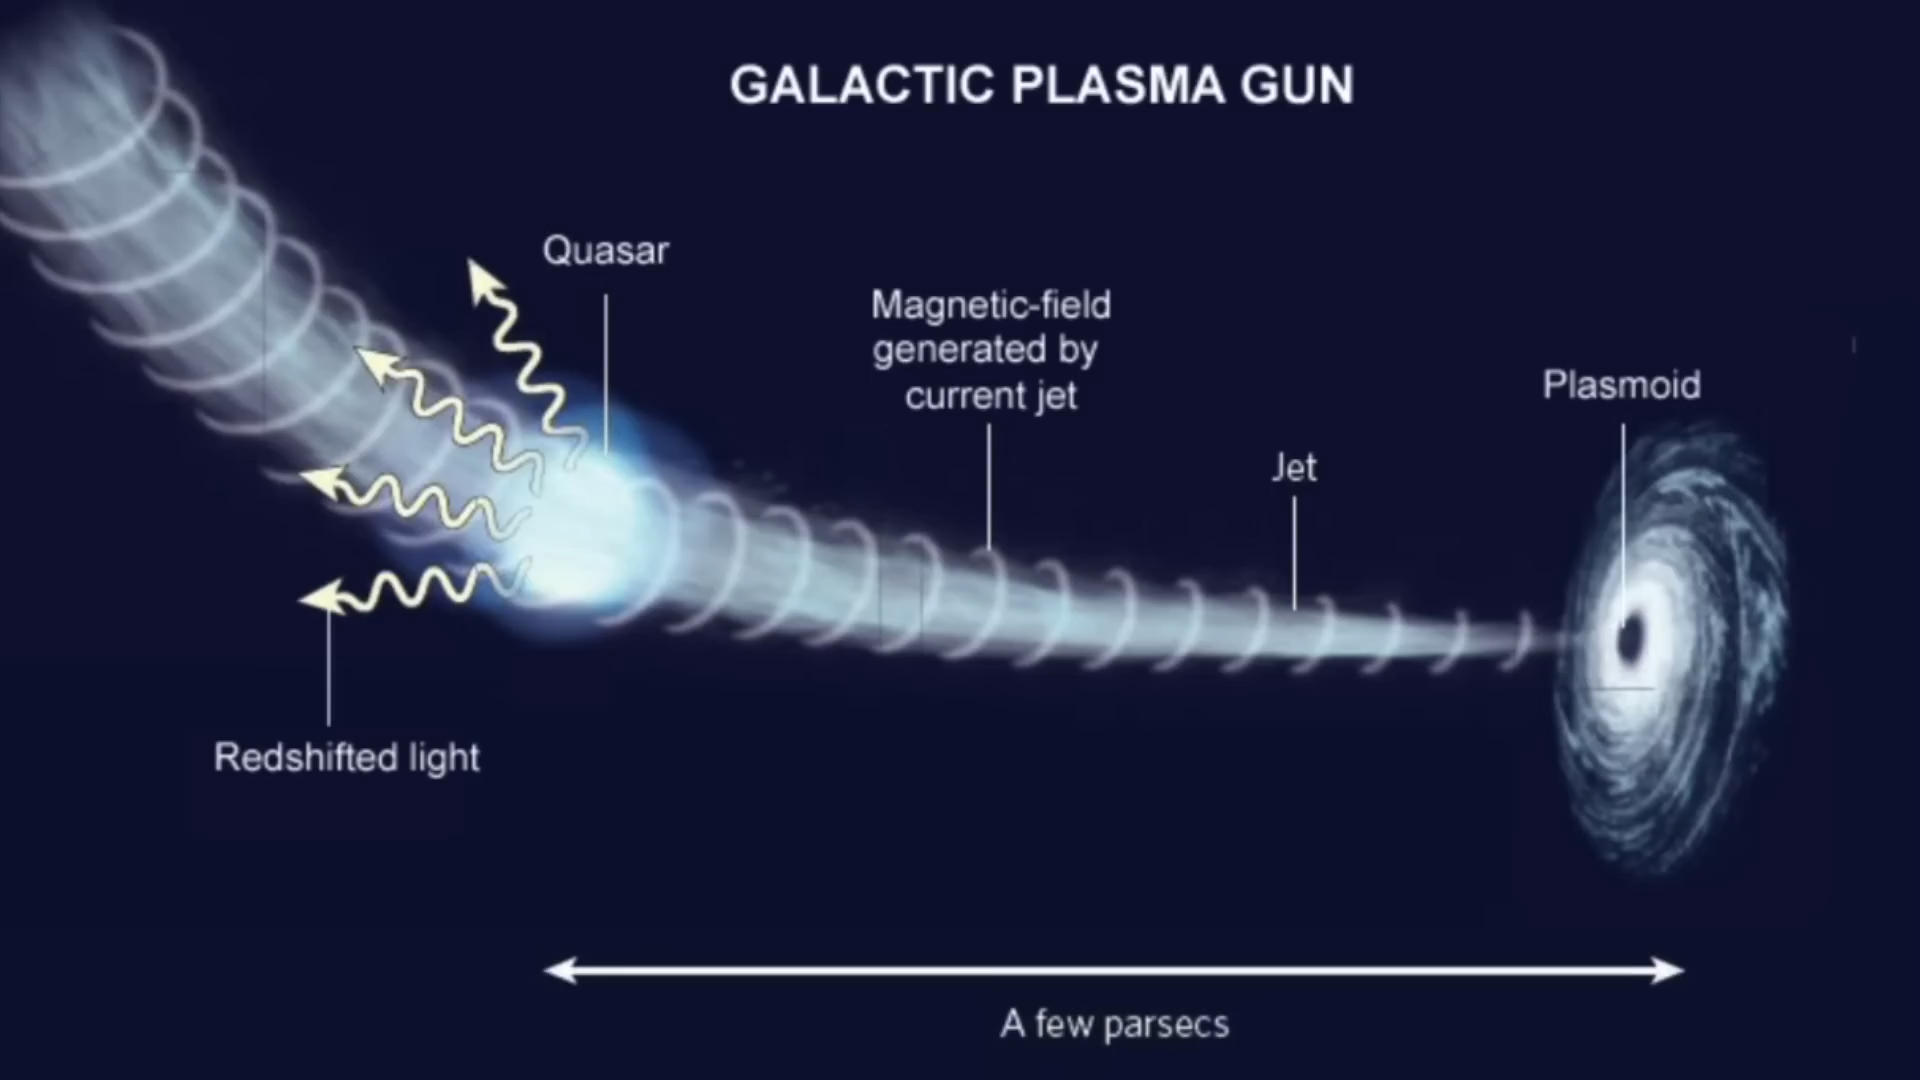 GALACTIC PLASMA GUN
Quasar
Magnetic-field
generated by
current jet
Plasmoid
Jet
Redshifted light
A few parsecs